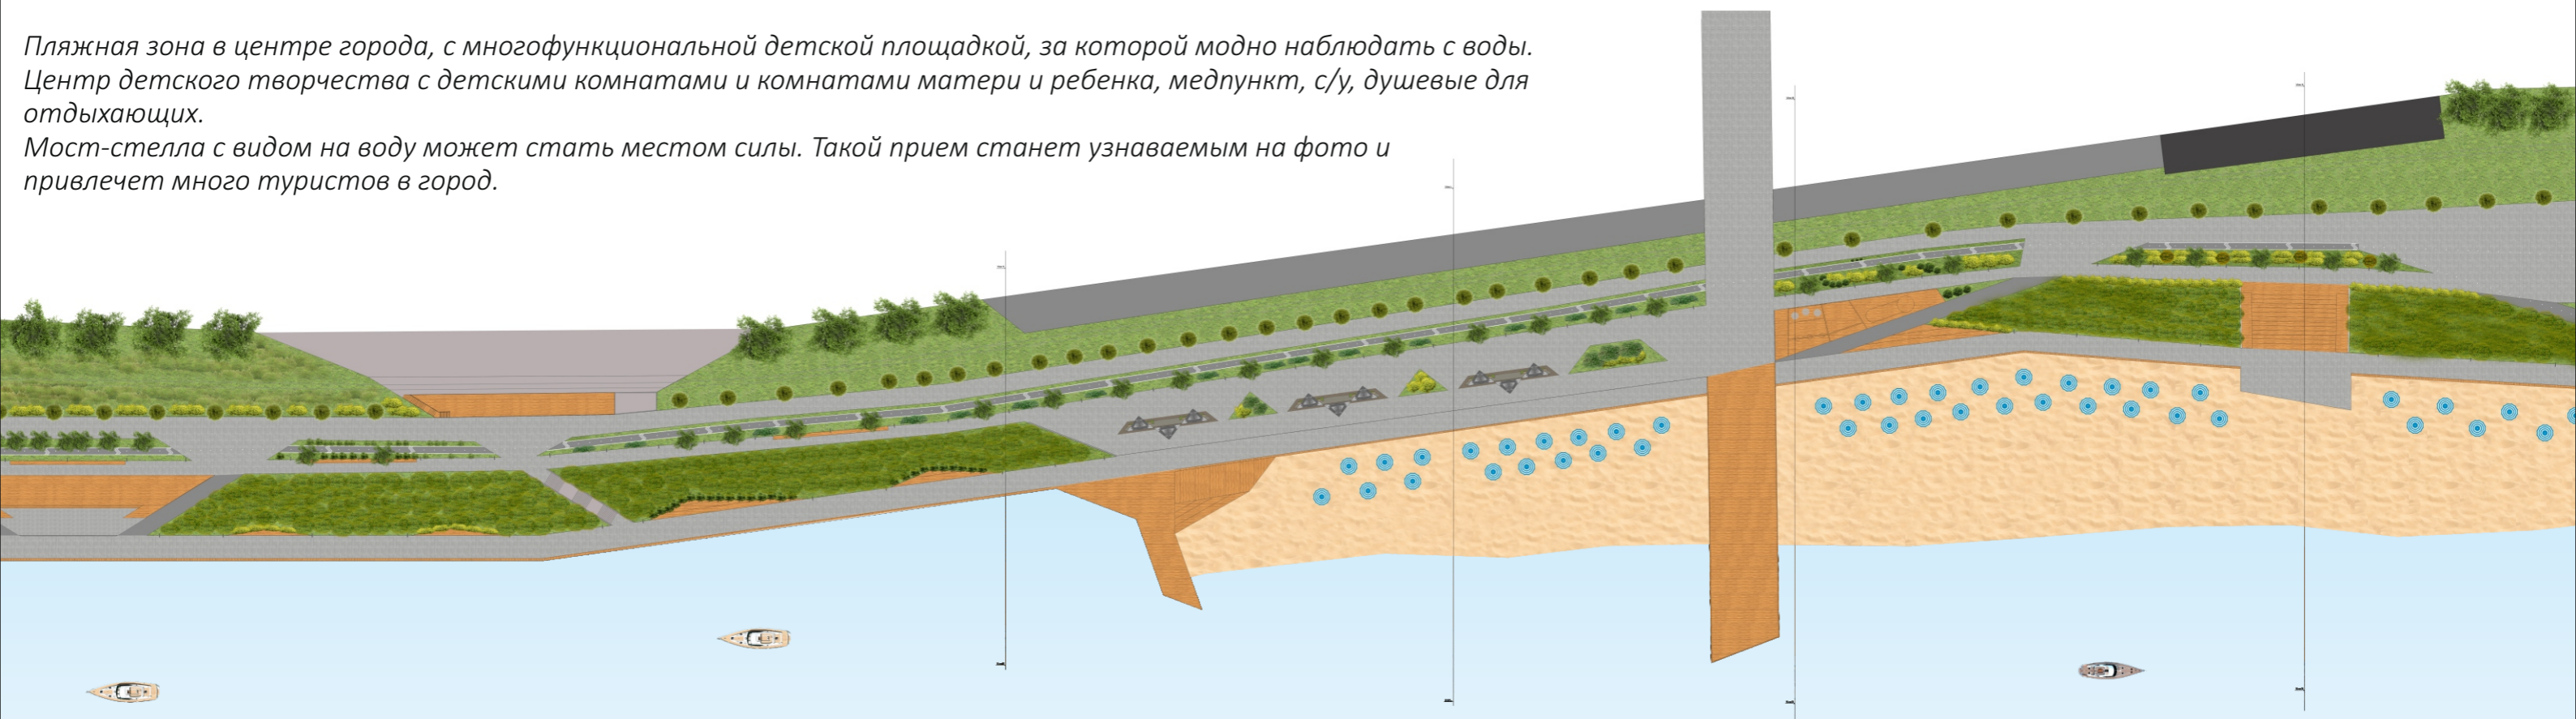 Пляжная зона в центре города, с многофункциональной детской площадкой, за которой модно наблюдать с воды.
Центр детского творчества с детскими комнатами и комнатами матери и ребенка, медпункт, с/у, душевые для
отдыхающих.
Мост-стелла с видом на воду может стать местом силы. Такой прием станет узнаваемым на фото и
привлечет много туристов в город.